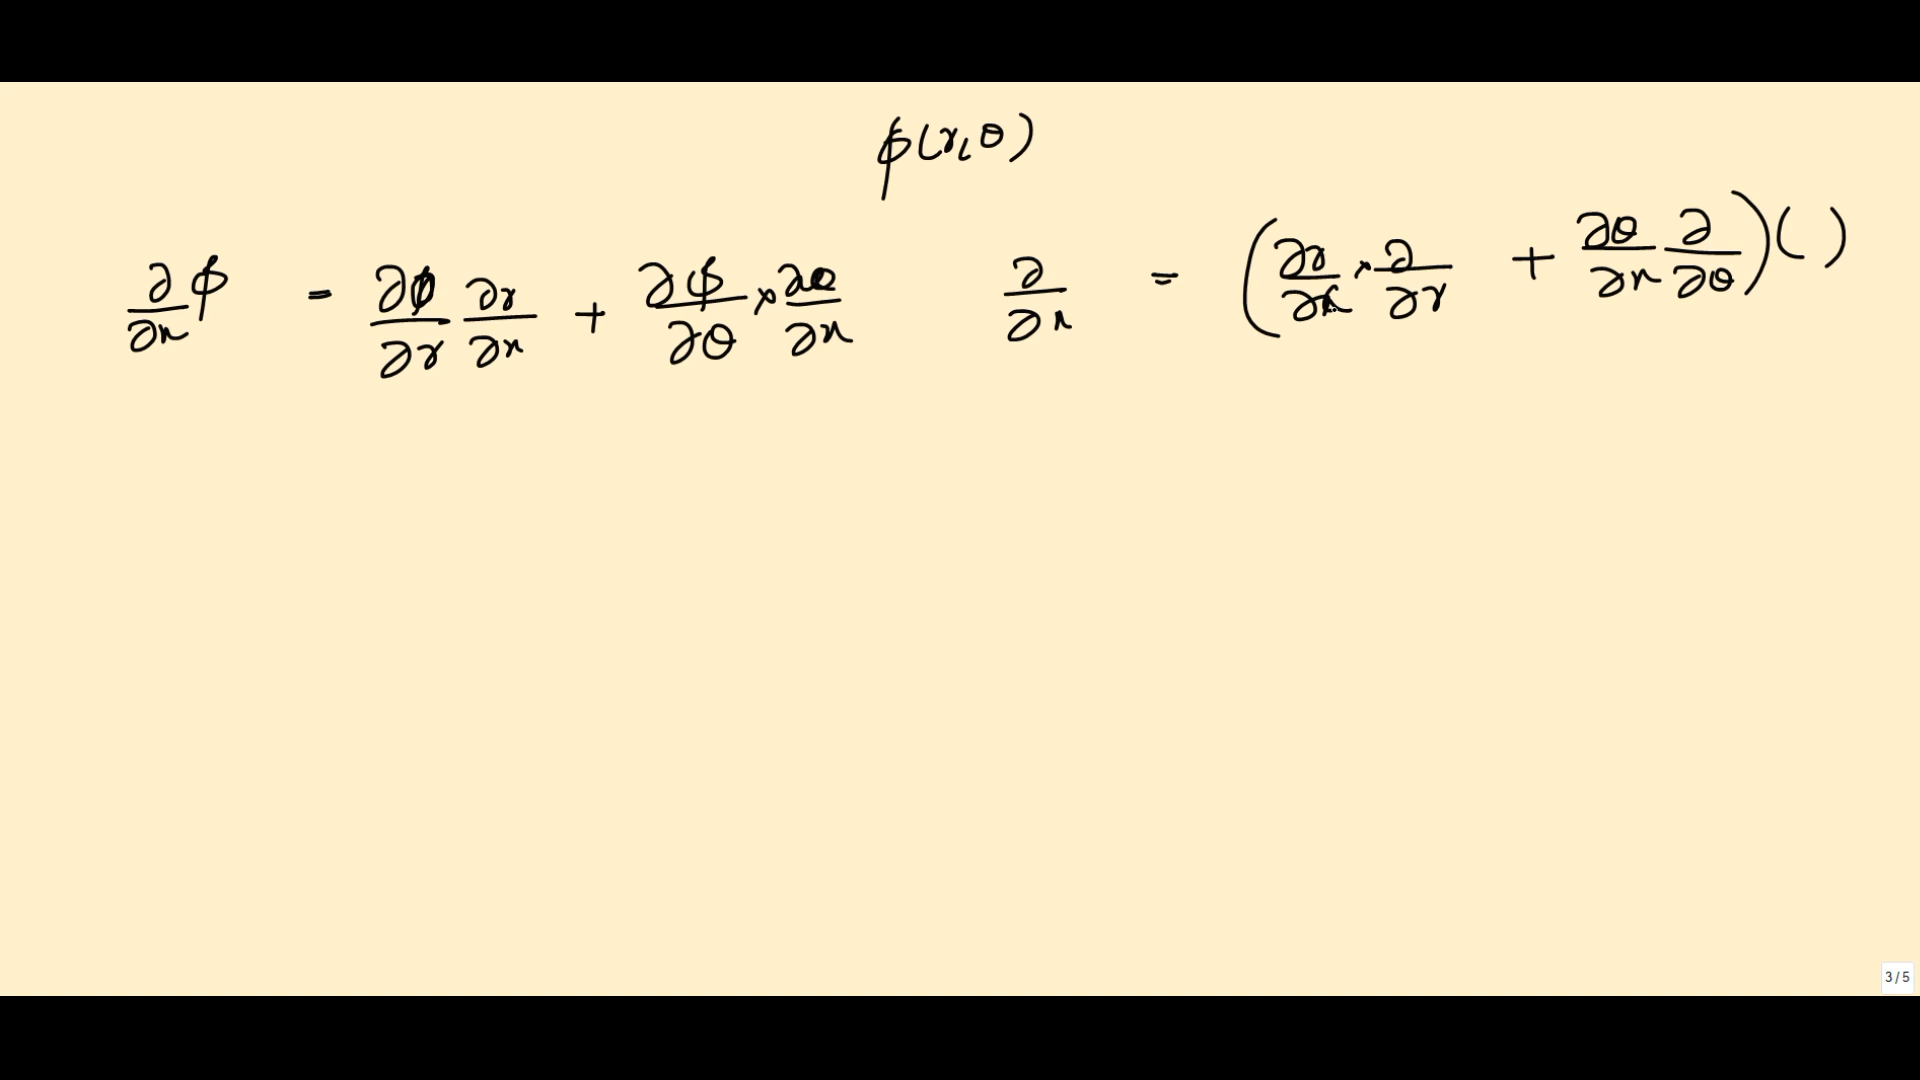 ϕ(r, θ)
∂/∂x ϕ = ∂ϕ/∂r ∂r/∂x + ∂ϕ/∂θ × ∂θ/∂x    ∂/∂x = (∂r/∂x × ∂/∂r + ∂θ/∂x ∂/∂θ)( )
3 / 5